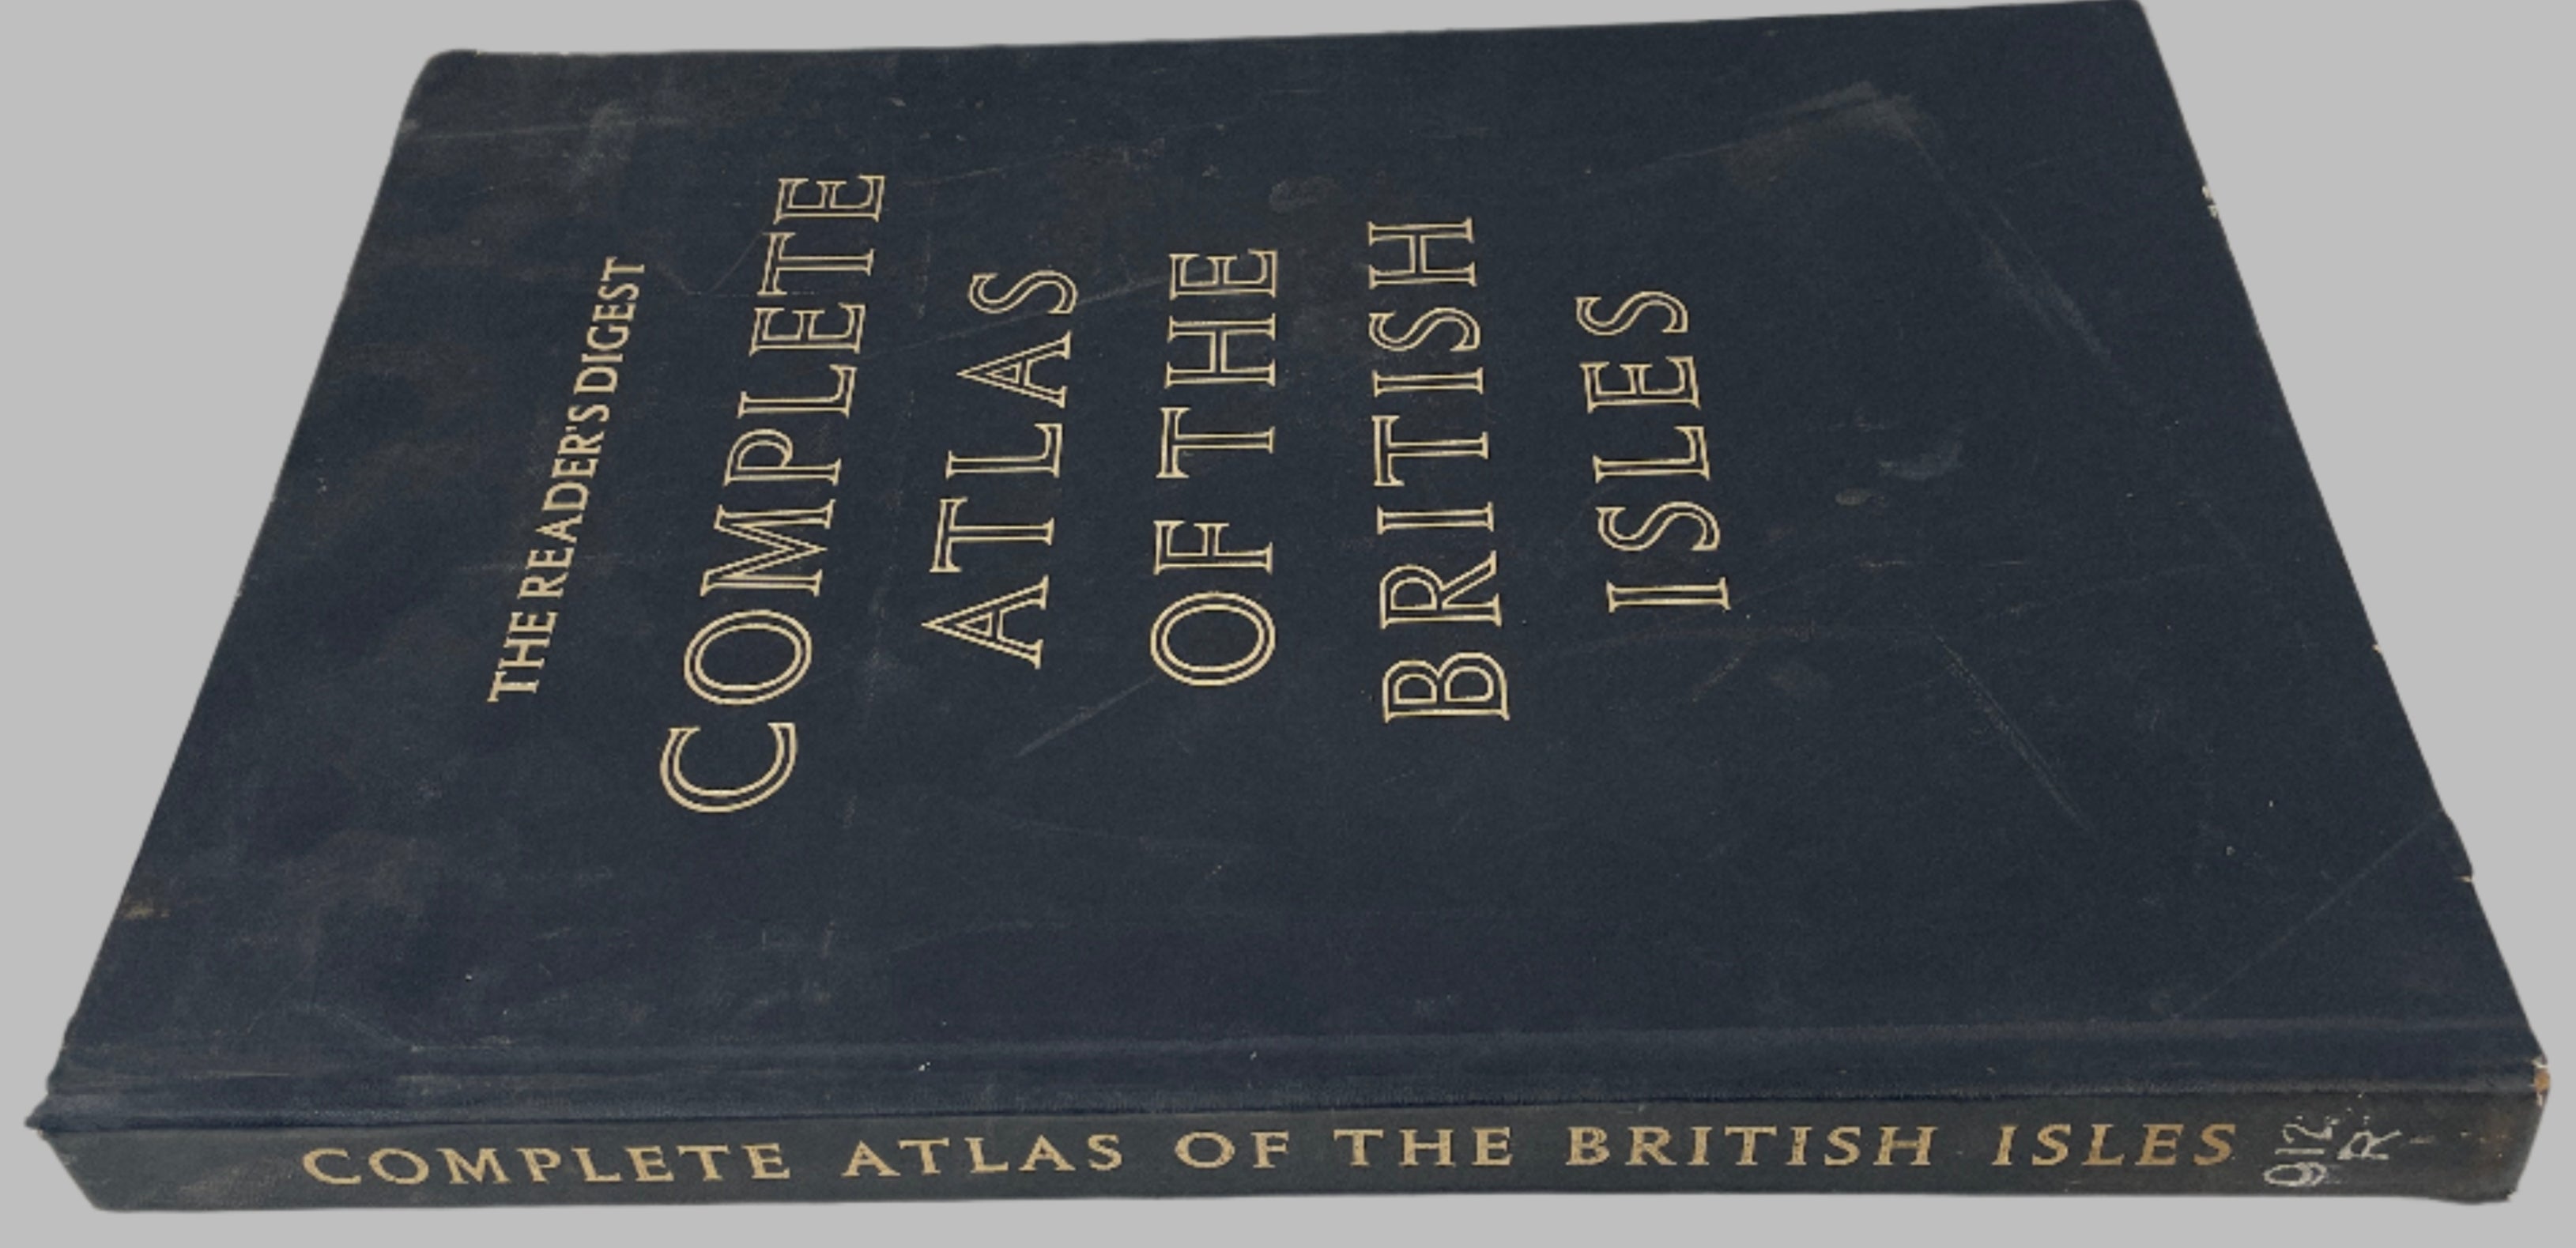 THE READER'S DIGEST
COMPLETE
ATLAS
OF THE
BRITISH
ISLES
COMPLETE ATLAS OF THE BRITISH ISLES
912.
R